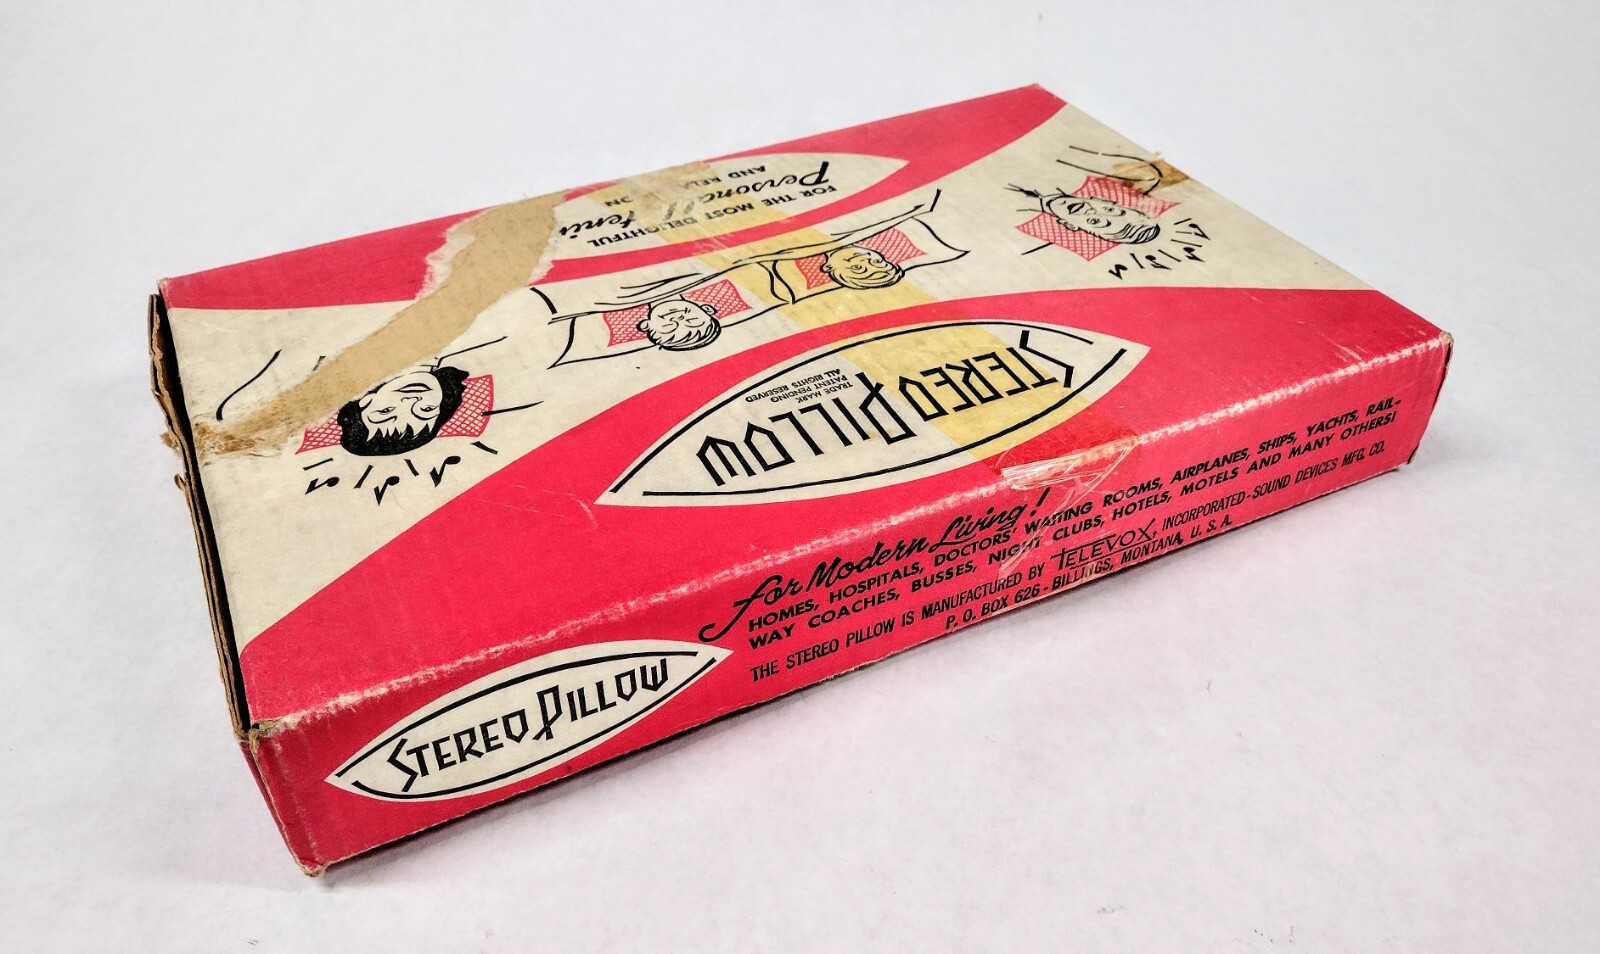 FOR THE MOST DELIGHTFUL
AND
STEREO PILLOW
TRADE MARK
PATENT PENDING
ALL RIGHTS RESERVED
for Modern Living!
HOMES, HOSPITALS, DOCTORS' WAITING ROOMS, AIRPLANES, SHIPS, YACHTS, RAIL-
WAY COACHES, BUSSES, NIGHT CLUBS, HOTELS, MOTELS AND MANY OTHERS!
THE STEREO PILLOW IS MANUFACTURED BY TELEVOX, INCORPORATED-SOUND DEVICES MFG. CO.
P. O. BOX 626 - BILLINGS, MONTANA, U. S. A.
STEREO PILLOW